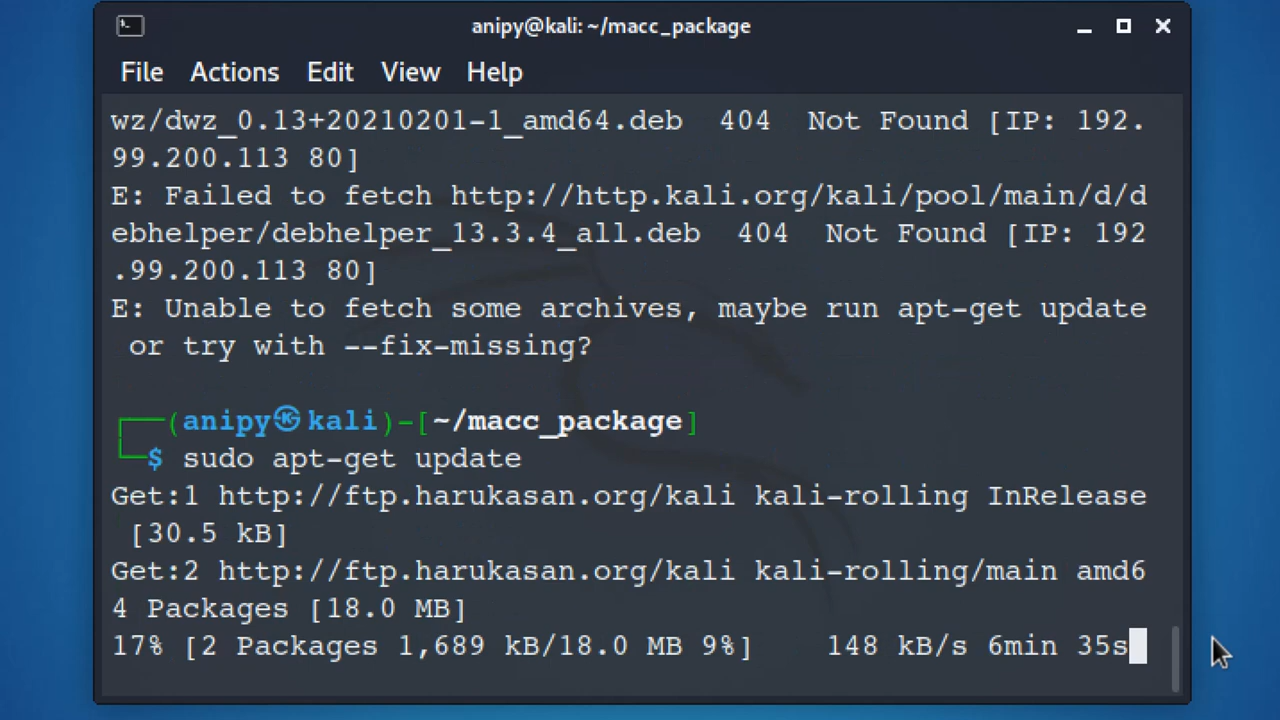 anipy@kali: ~/macc_package
File Actions Edit View Help
wz/dwz_0.13+20210201-1_amd64.deb  404  Not Found [IP: 192.
99.200.113 80]
E: Failed to fetch http://http.kali.org/kali/pool/main/d/d
ebhelper/debhelper_13.3.4_all.deb  404  Not Found [IP: 192
.99.200.113 80]
E: Unable to fetch some archives, maybe run apt-get update
 or try with --fix-missing?
┌──(anipy㉿kali)-[~/macc_package]
└─$ sudo apt-get update
Get:1 http://ftp.harukasan.org/kali kali-rolling InRelease
 [30.5 kB]
Get:2 http://ftp.harukasan.org/kali kali-rolling/main amd6
4 Packages [18.0 MB]
17% [2 Packages 1,689 kB/18.0 MB 9%]    148 kB/s 6min 35s